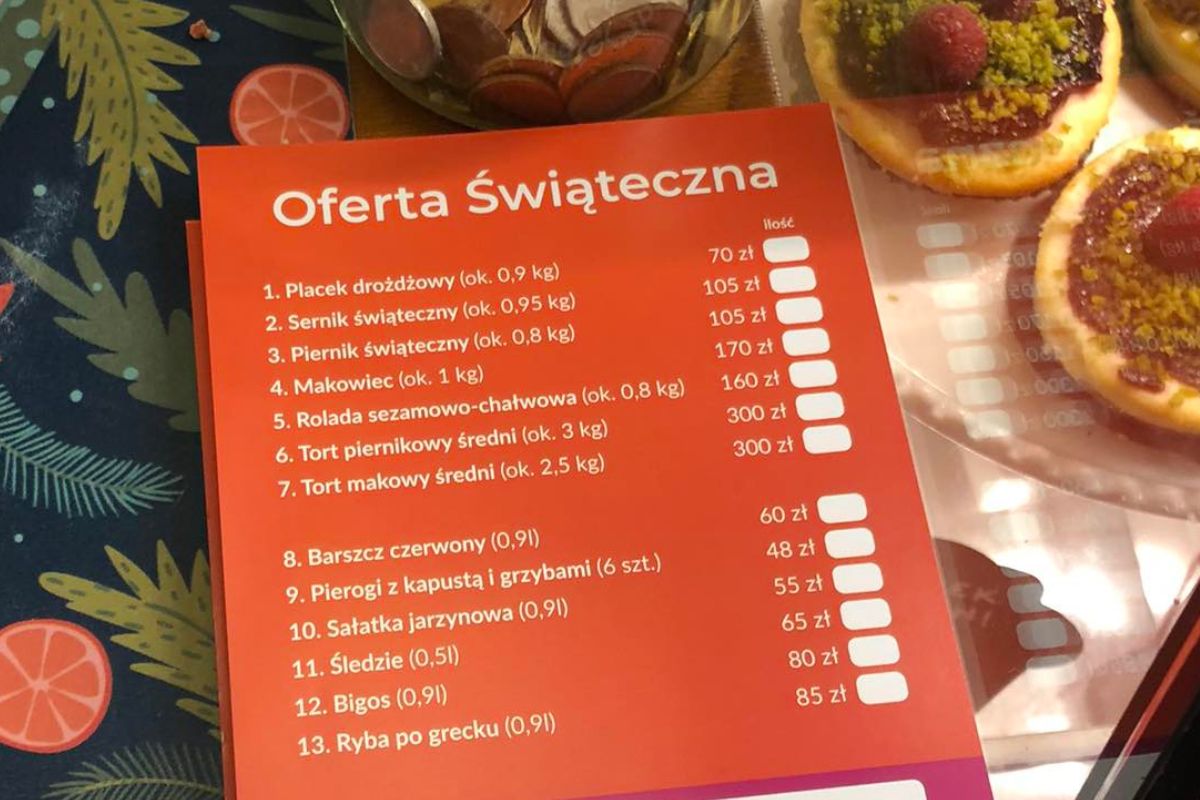 Oferta Świąteczna
ilość
1. Placek drożdżowy (ok. 0,9 kg) 70 zł
2. Sernik świąteczny (ok. 0,95 kg) 105 zł
3. Piernik świąteczny (ok. 0,8 kg) 105 zł
4. Makowiec (ok. 1 kg) 170 zł
5. Rolada sezamowo-chałwowa (ok. 0,8 kg) 160 zł
6. Tort piernikowy średni (ok. 3 kg) 300 zł
7. Tort makowy średni (ok. 2,5 kg) 300 zł
8. Barszcz czerwony (0,9l) 60 zł
9. Pierogi z kapustą i grzybami (6 szt.) 48 zł
10. Sałatka jarzynowa (0,9l) 55 zł
11. Śledzie (0,5l) 65 zł
12. Bigos (0,9l) 80 zł
13. Ryba po grecku (0,9l) 85 zł